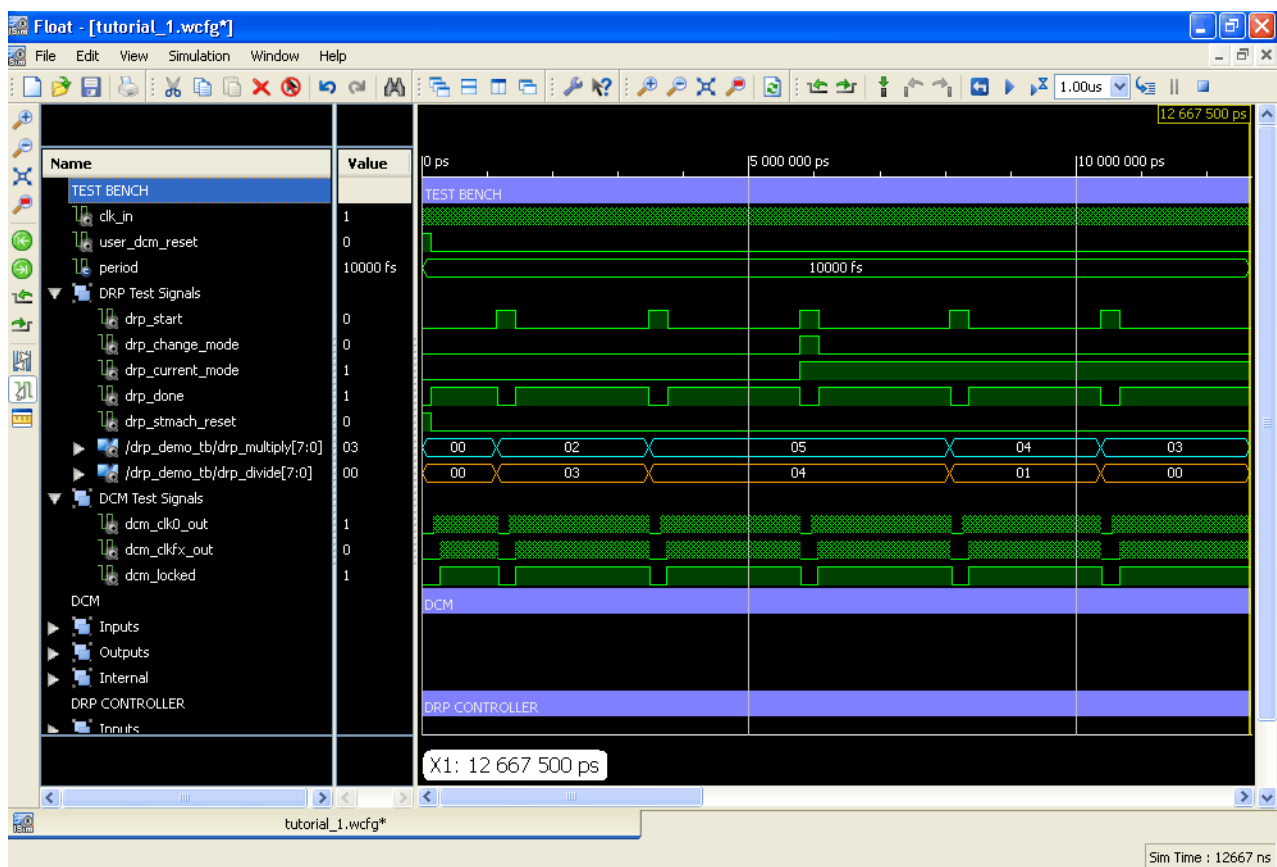 Float - [tutorial_1.wcfg*]
File Edit View Simulation Window Help
1.00us
12 667 500 ps
Name Value 0 ps 5 000 000 ps 10 000 000 ps
TEST BENCH TEST BENCH
clk_in 1
user_dcm_reset 0
period 10000 fs 10000 fs
DRP Test Signals
drp_start 0
drp_change_mode 0
drp_current_mode 1
drp_done 1
drp_stmach_reset 0
/drp_demo_tb/drp_multiply[7:0] 03 00 02 05 04 03
/drp_demo_tb/drp_divide[7:0] 00 00 03 04 01 00
DCM Test Signals
dcm_clk0_out 1
dcm_clkfx_out 0
dcm_locked 1
DCM DCM
Inputs
Outputs
Internal
DRP CONTROLLER DRP CONTROLLER
Inputs
X1: 12 667 500 ps
tutorial_1.wcfg*
Sim Time : 12667 ns